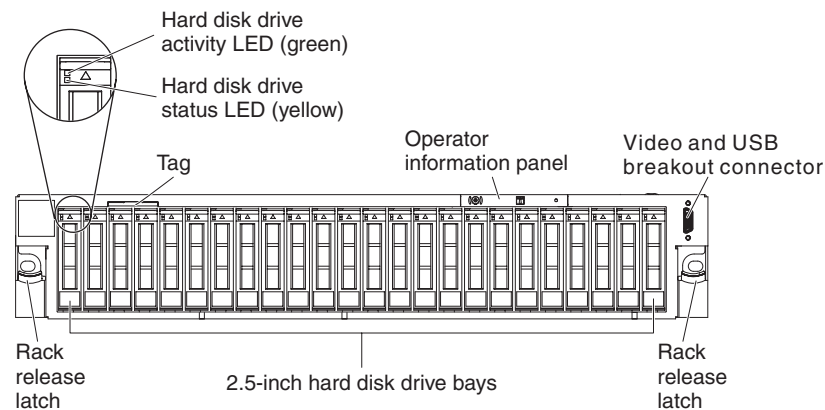 Hard disk drive
activity LED (green)
Hard disk drive
status LED (yellow)
Tag
Operator
information panel
Video and USB
breakout connector
Rack
release
latch
2.5-inch hard disk drive bays
Rack
release
latch